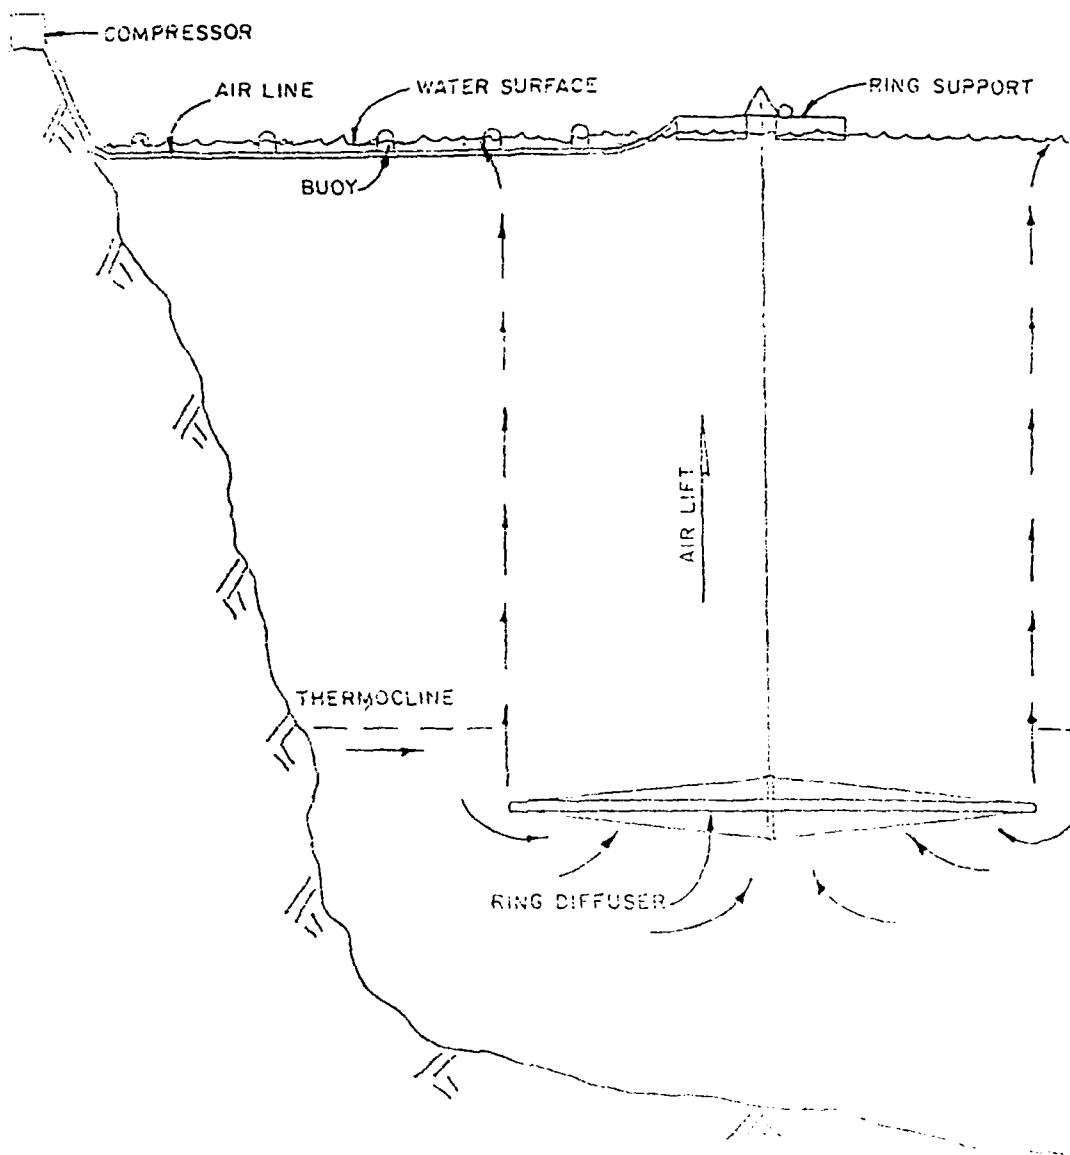 COMPRESSOR
AIR LINE
WATER SURFACE
RING SUPPORT
BUOY
AIR LIFT
THERMOCLINE
RING DIFFUSER